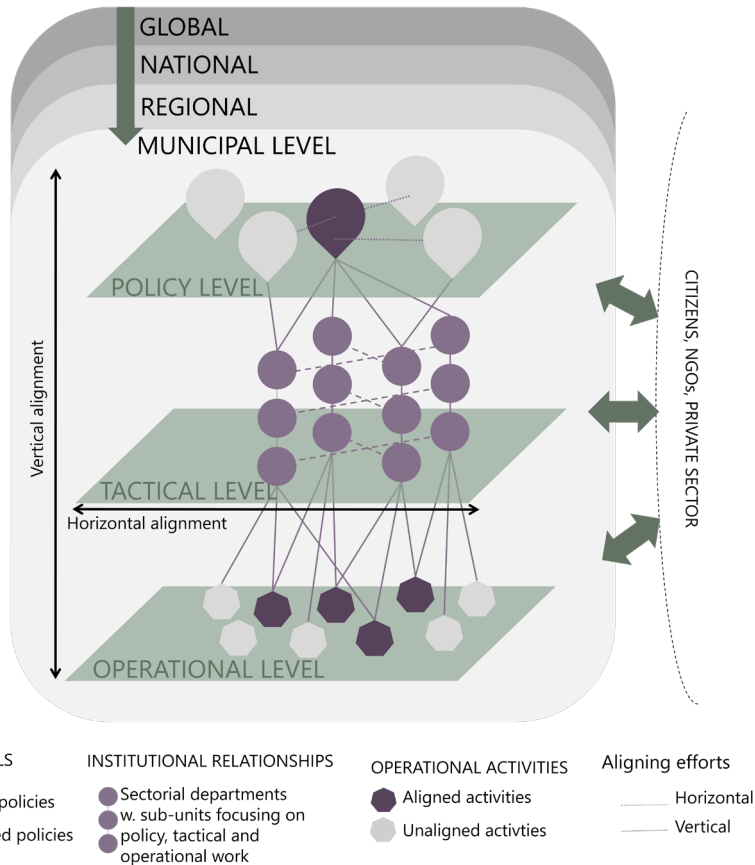 GLOBAL
NATIONAL
REGIONAL
MUNICIPAL LEVEL
POLICY LEVEL
Vertical alignment
CITIZENS, NGOs, PRIVATE SECTOR
TACTICAL LEVEL
Horizontal alignment
OPERATIONAL LEVEL
LS
policies
ed policies
INSTITUTIONAL RELATIONSHIPS
Sectorial departments
w. sub-units focusing on
policy, tactical and
operational work
OPERATIONAL ACTIVITIES
Aligned activities
Unaligned activties
Aligning efforts
Horizontal
Vertical